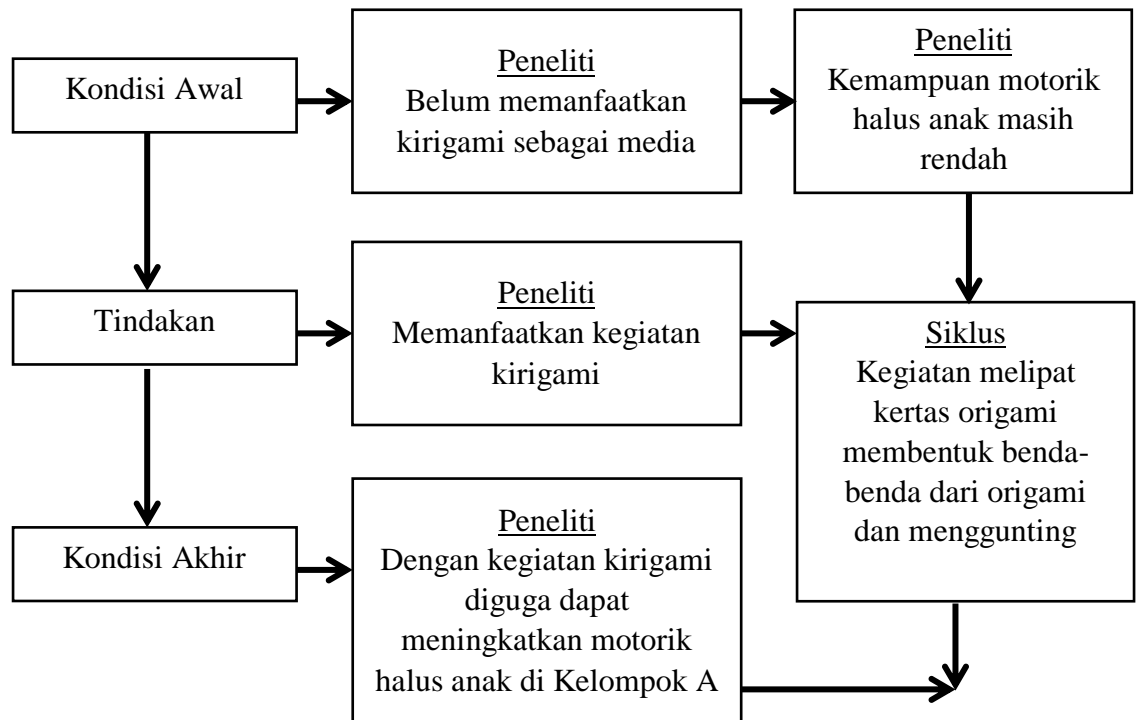 Kondisi Awal
Peneliti
Belum memanfaatkan
kirigami sebagai media
Peneliti
Kemampuan motorik
halus anak masih
rendah
Tindakan
Peneliti
Memanfaatkan kegiatan
kirigami
Siklus
Kegiatan melipat
kertas origami
membentuk benda-
benda dari origami
dan menggunting
Kondisi Akhir
Peneliti
Dengan kegiatan kirigami
diguga dapat
meningkatkan motorik
halus anak di Kelompok A